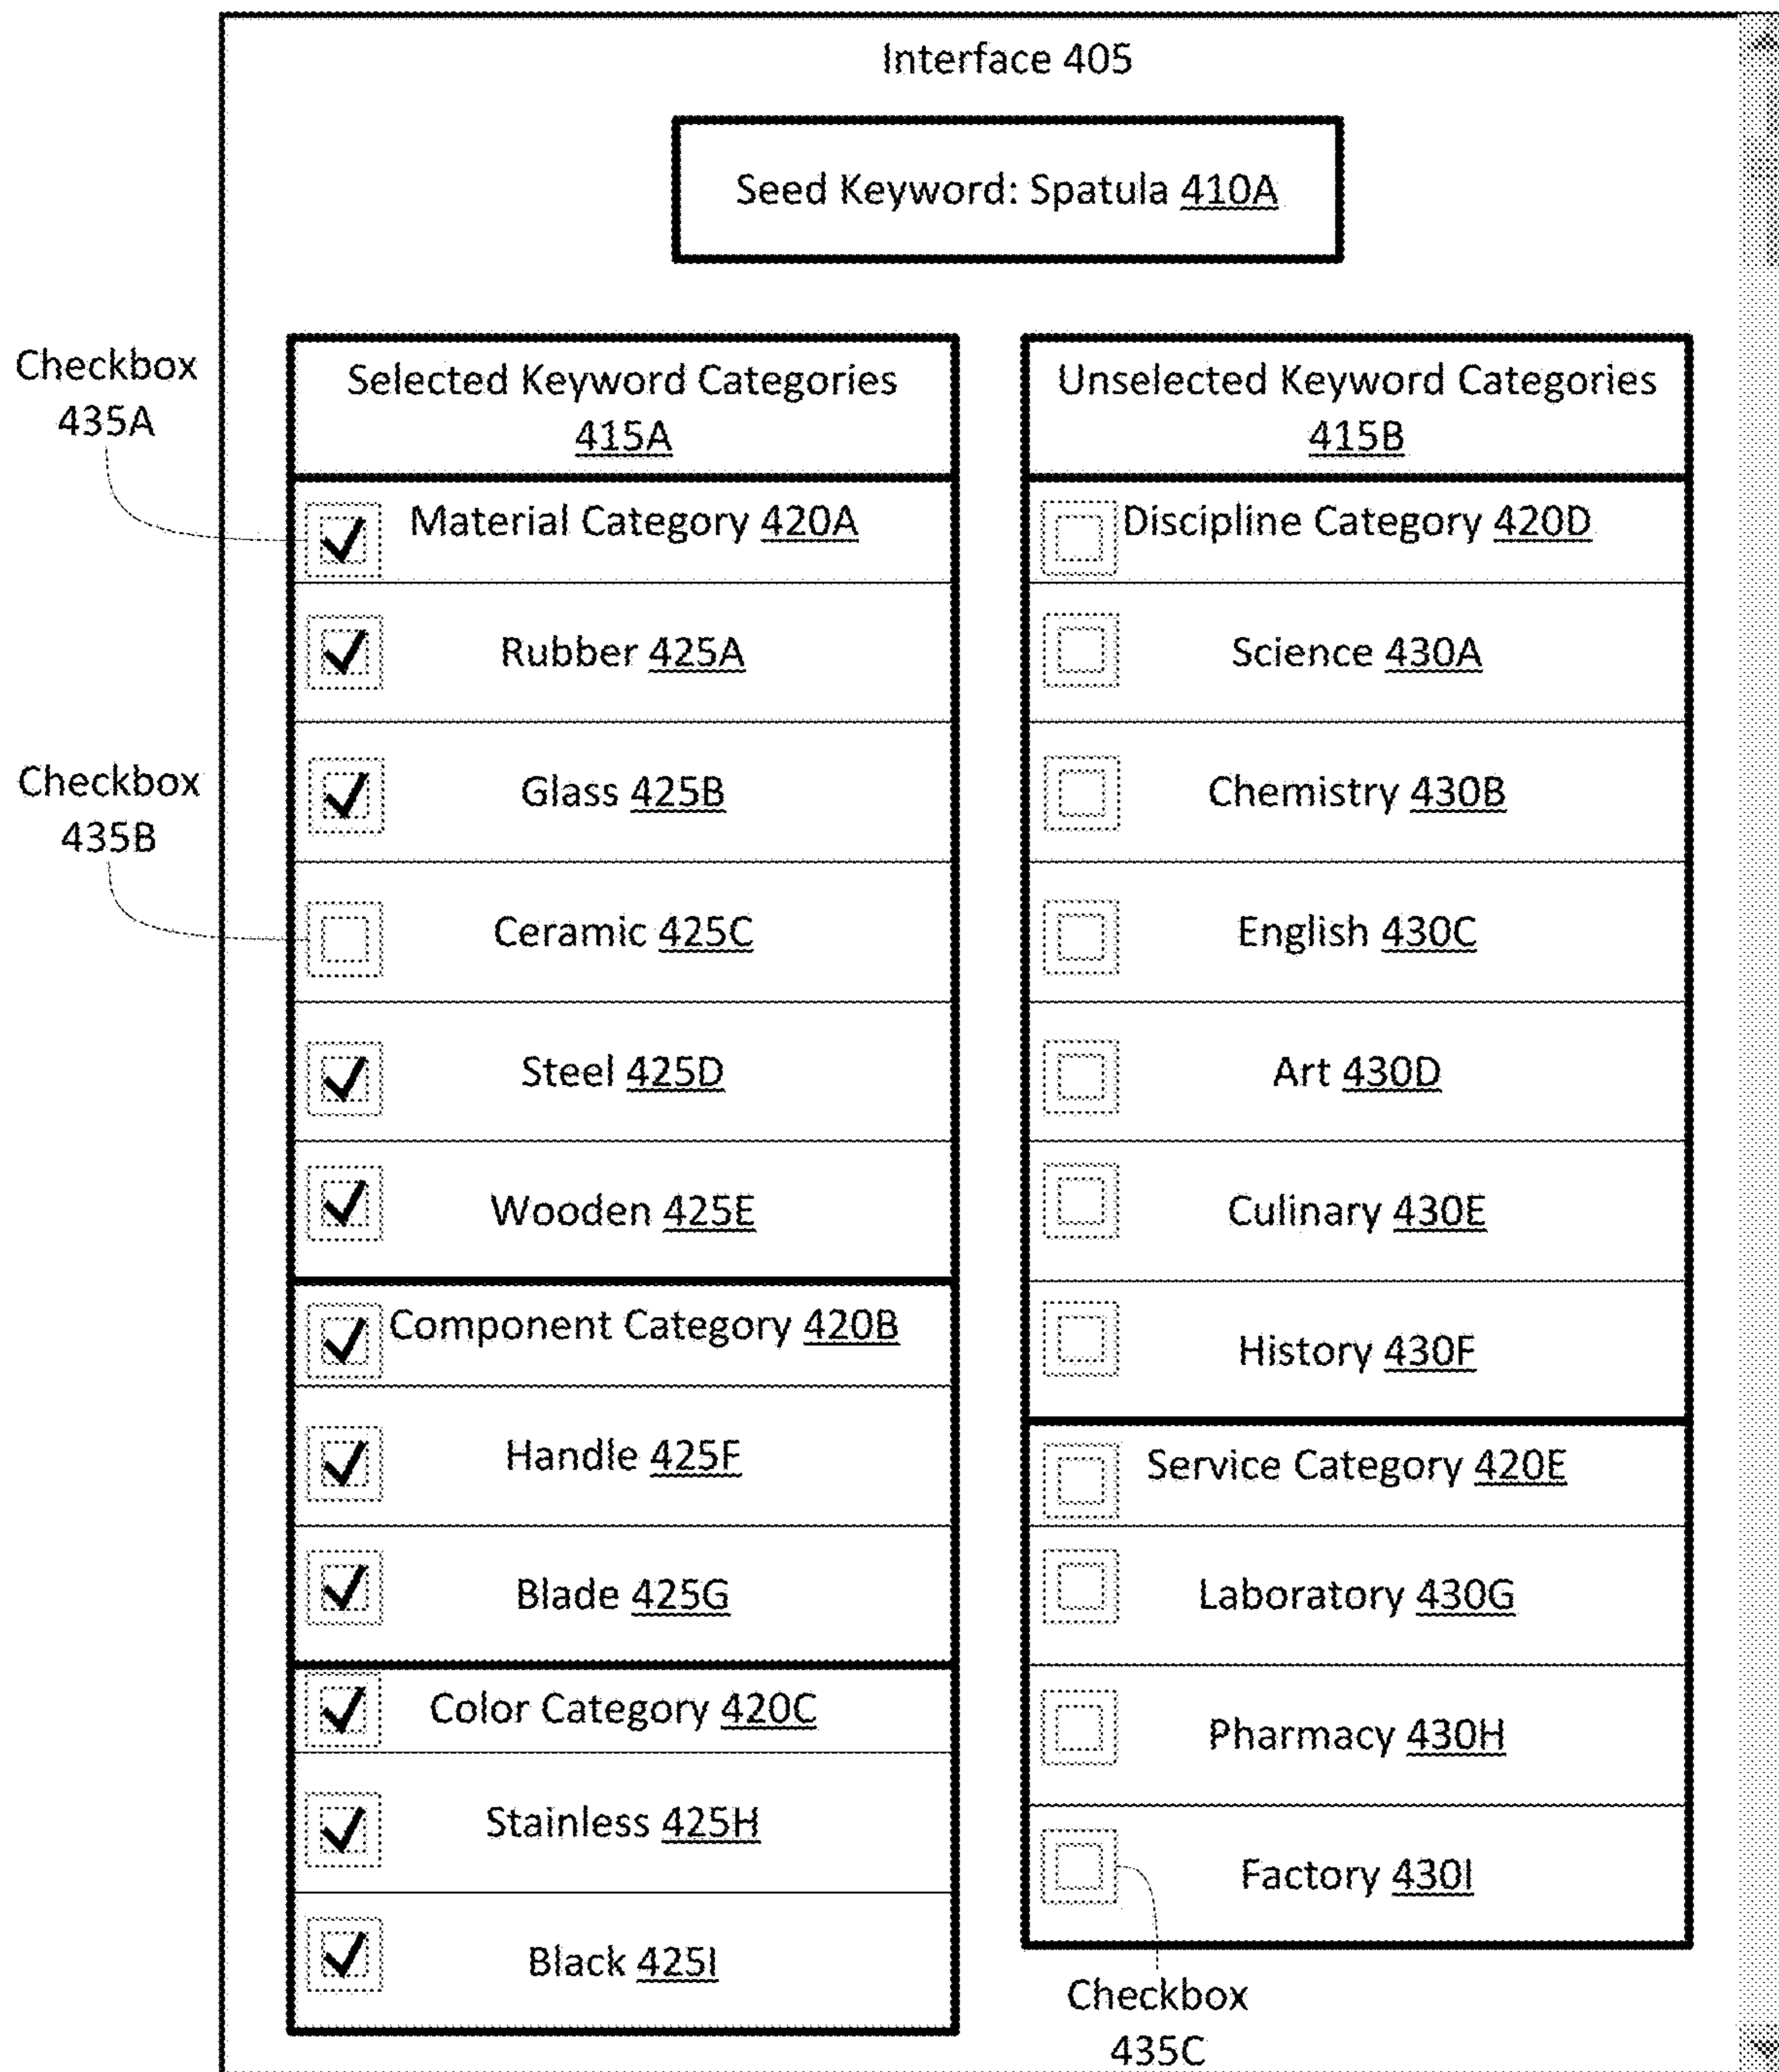 Interface 405
Seed Keyword: Spatula 410A
Checkbox
435A
Checkbox
435B
Selected Keyword Categories
415A
Material Category 420A
Rubber 425A
Glass 425B
Ceramic 425C
Steel 425D
Wooden 425E
Component Category 420B
Handle 425F
Blade 425G
Color Category 420C
Stainless 425H
Black 425I
Unselected Keyword Categories
415B
Discipline Category 420D
Science 430A
Chemistry 430B
English 430C
Art 430D
Culinary 430E
History 430F
Service Category 420E
Laboratory 430G
Pharmacy 430H
Factory 430I
Checkbox
435C